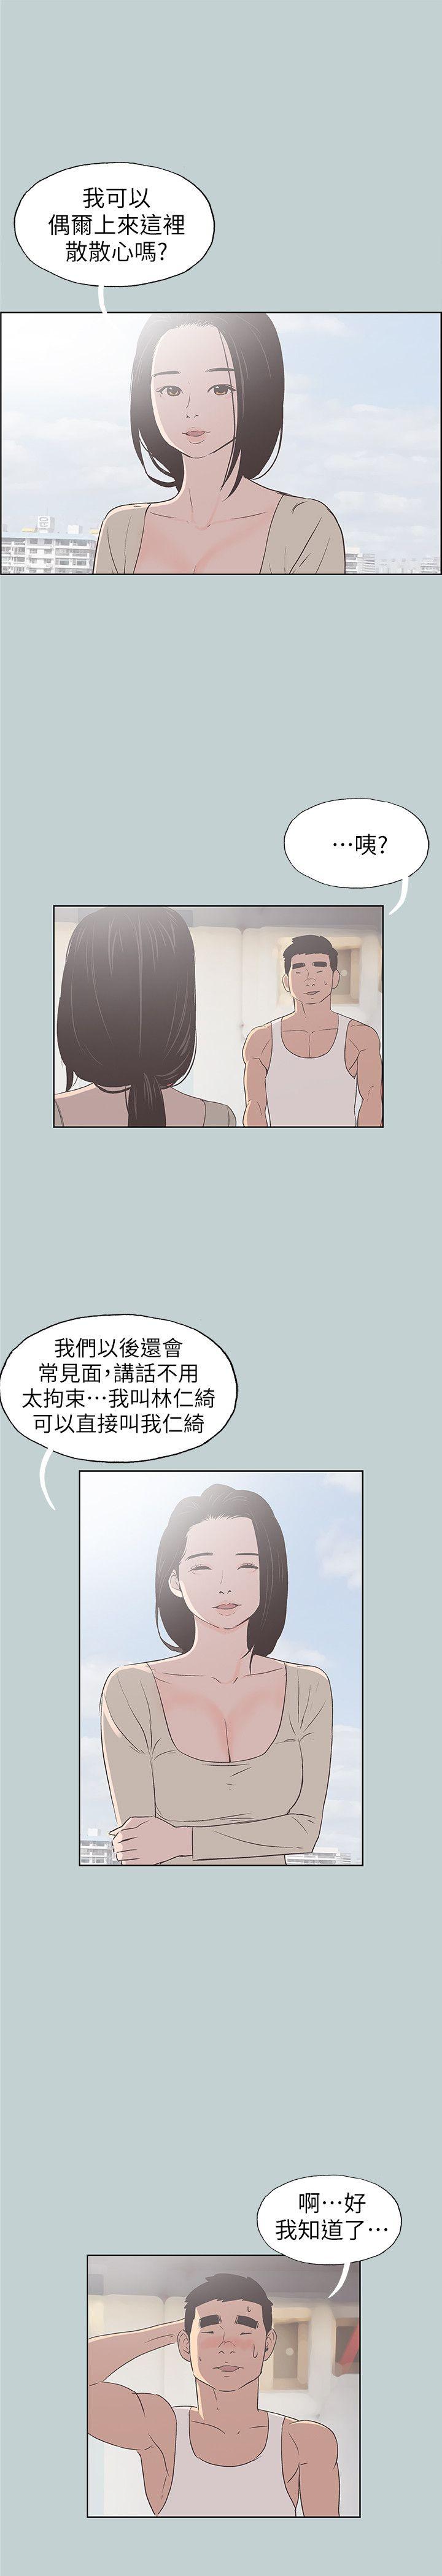 我可以
偶爾上來這裡
散散心嗎?
…咦?
我們以後還會
常見面,講話不用
太拘束…我叫林仁綺
可以直接叫我仁綺
啊…好
我知道了…